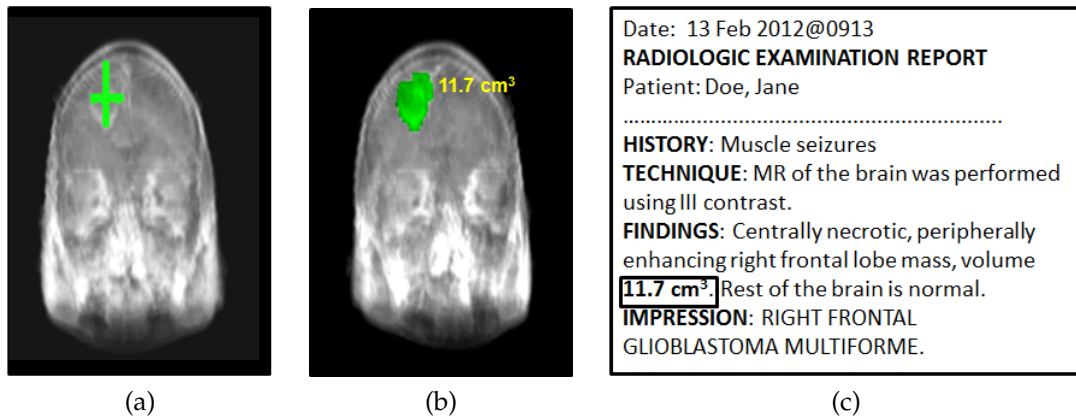 11.7 cm³
Date: 13 Feb 2012@0913
RADIOLOGIC EXAMINATION REPORT
Patient: Doe, Jane
................................................................
HISTORY: Muscle seizures
TECHNIQUE: MR of the brain was performed
using lll contrast.
FINDINGS: Centrally necrotic, peripherally
enhancing right frontal lobe mass, volume
11.7 cm³. Rest of the brain is normal.
IMPRESSION: RIGHT FRONTAL
GLIOBLASTOMA MULTIFORME.
(a)
(b)
(c)